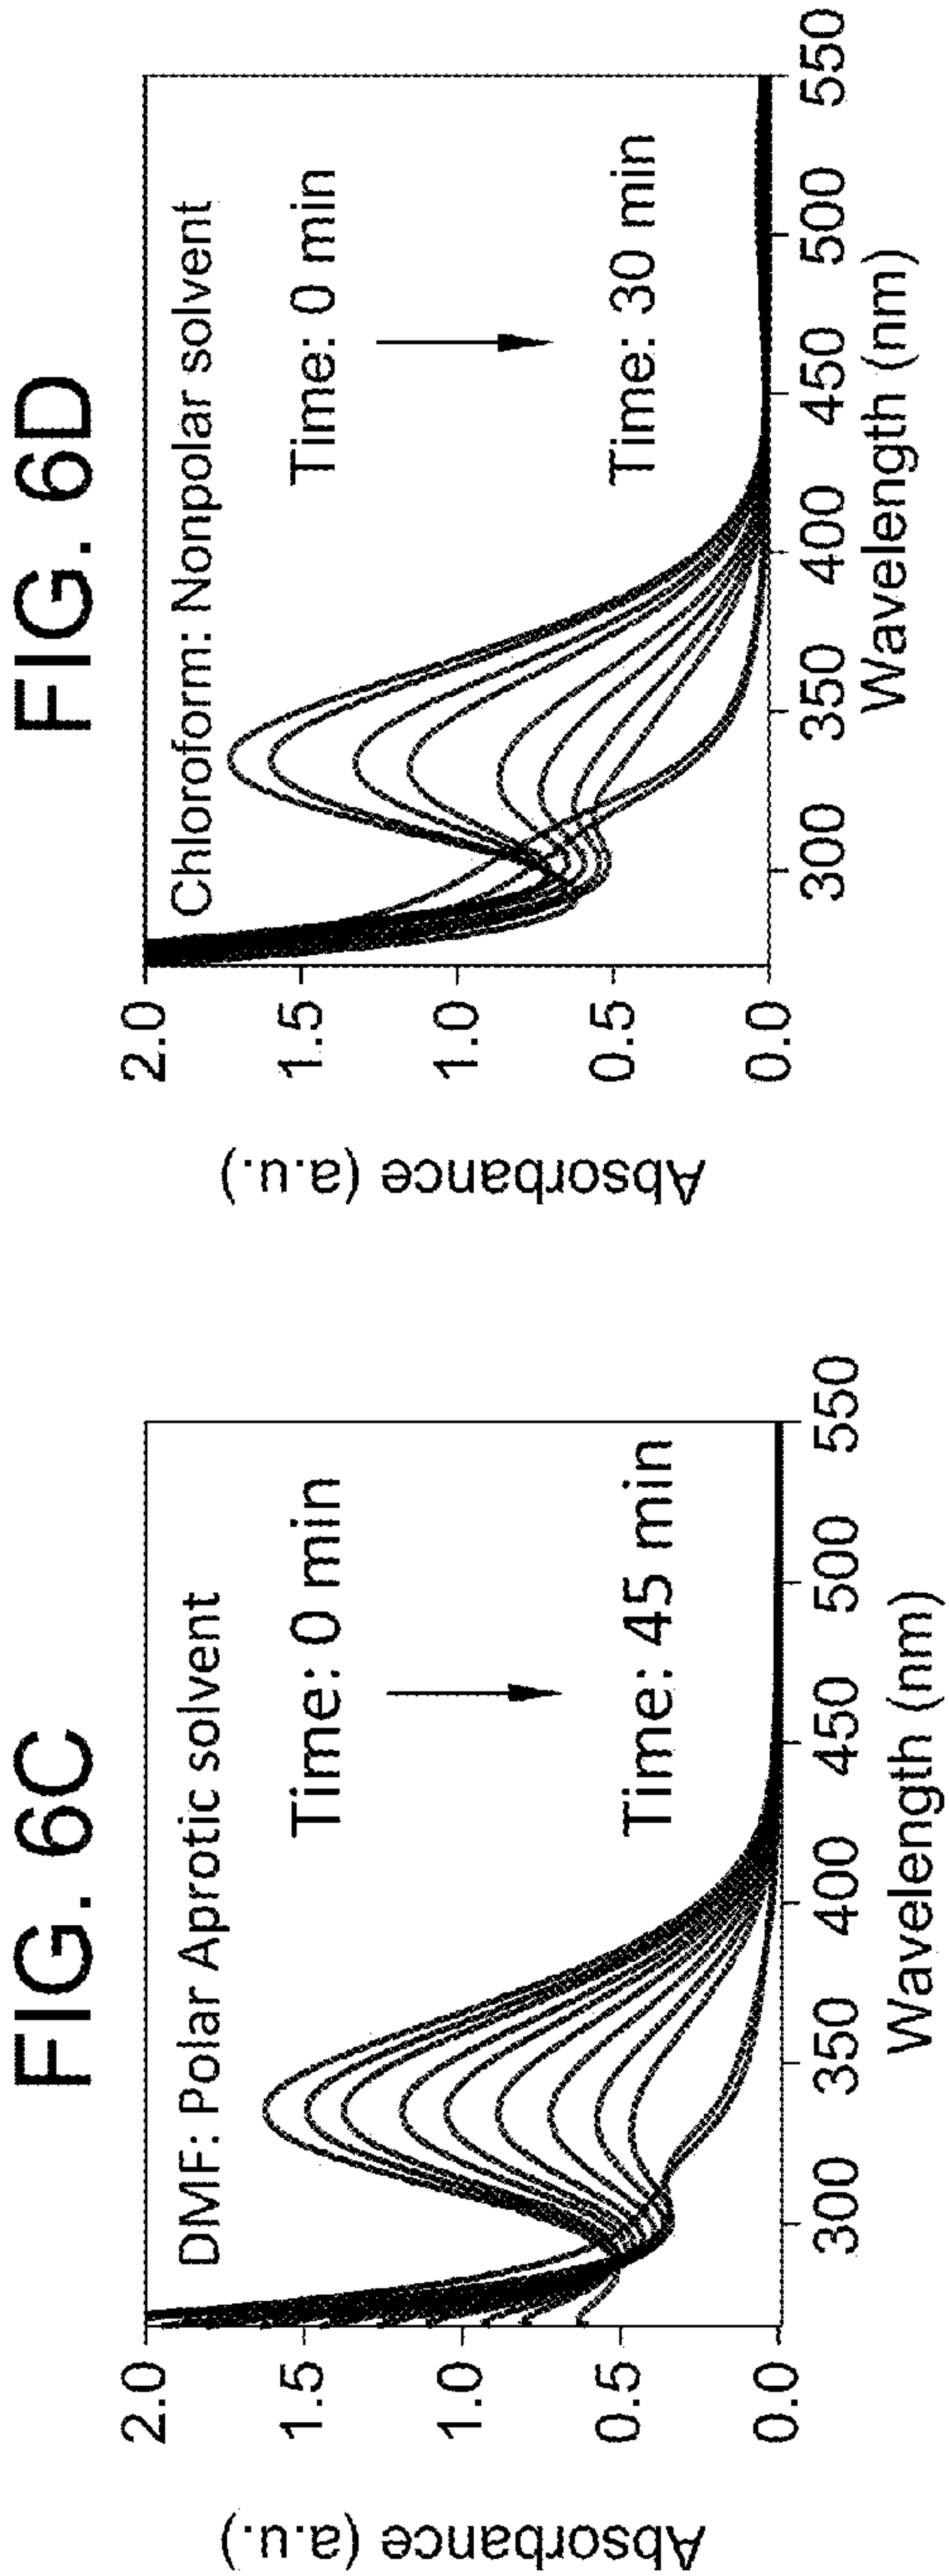 FIG. 6C
DMF: Polar Aprotic solvent
Time: 0 min
Time: 45 min
Absorbance (a.u.)
2.0
1.5
1.0
0.5
0.0
300 350 400 450 500 550
Wavelength (nm)
FIG. 6D
Chloroform: Nonpolar solvent
Time: 0 min
Time: 30 min
Absorbance (a.u.)
2.0
1.5
1.0
0.5
0.0
300 350 400 450 500 550
Wavelength (nm)